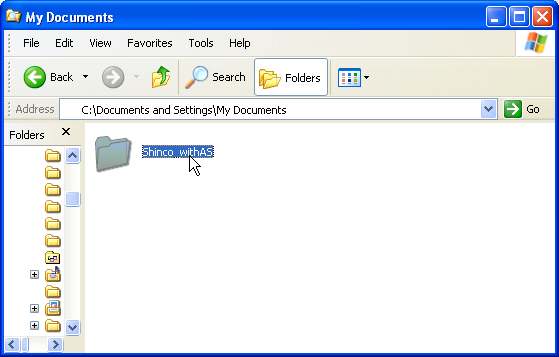 My Documents
File Edit View Favorites Tools Help
Back Search Folders
Address C:\Documents and Settings\My Documents Go
Folders
Shinco_withAS